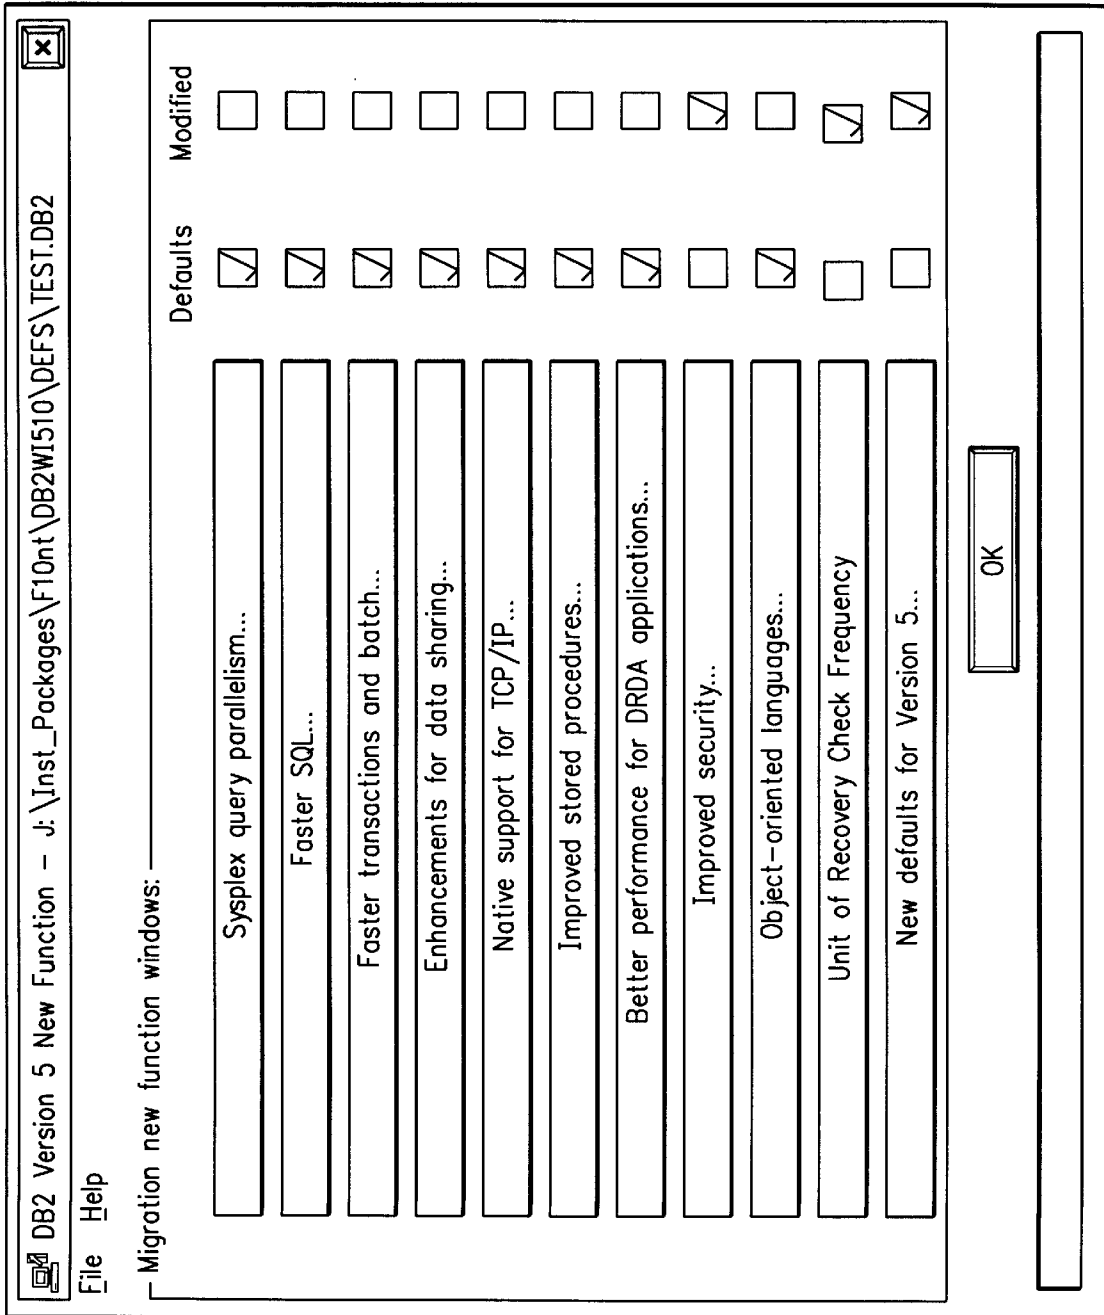 DB2 Version 5 New Function - J:\Inst_Packages\F10nt\DB2WI510\DEFS\TEST.DB2
File Help
Migration new function windows:
Defaults Modified
Sysplex query parallelism...
Faster SQL...
Faster transactions and batch...
Enhancements for data sharing...
Native support for TCP/IP...
Improved stored procedures...
Better performance for DRDA applications...
Improved security...
Object-oriented languages...
Unit of Recovery Check Frequency
New defaults for Version 5...
OK